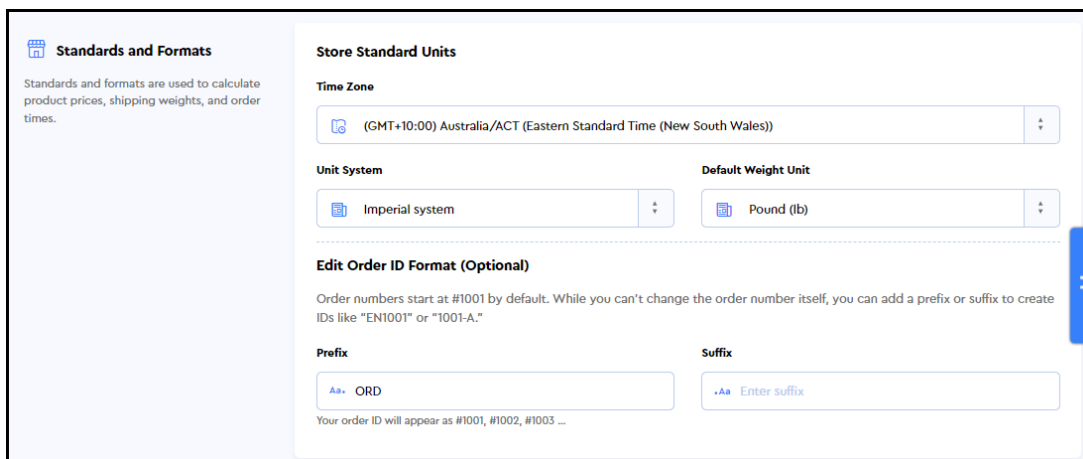 Standards and Formats
Standards and formats are used to calculate
product prices, shipping weights, and order
times.
Store Standard Units
Time Zone
(GMT+10:00) Australia/ACT (Eastern Standard Time (New South Wales))
Unit System
Default Weight Unit
Imperial system
Pound (lb)
Edit Order ID Format (Optional)
Order numbers start at #1001 by default. While you can't change the order number itself, you can add a prefix or suffix to create
IDs like "EN1001" or "1001-A."
Prefix
Suffix
Aa. ORD
.Aa Enter suffix
Your order ID will appear as #1001, #1002, #1003 ...